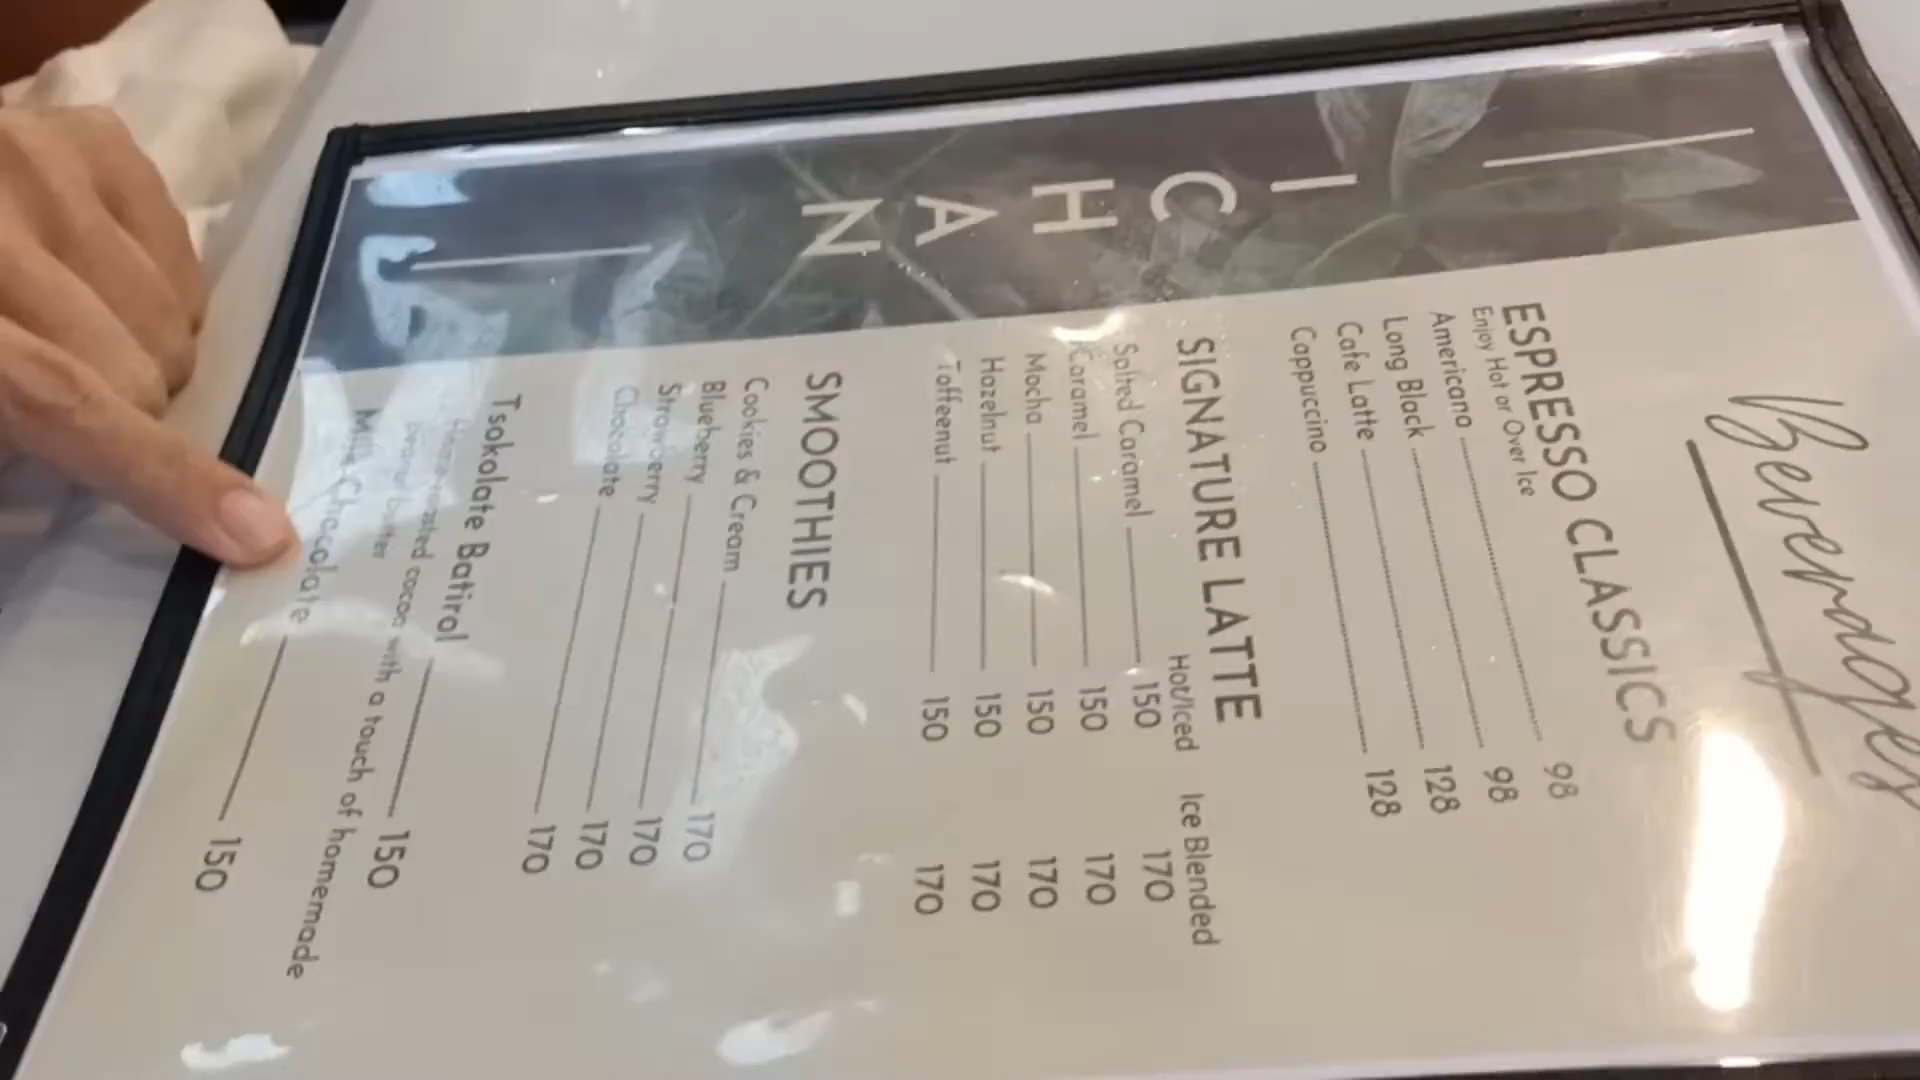 ICHAN
Beverages
ESPRESSO CLASSICS
Enjoy Hot or Over Ice
Americano 98
Long Black 98
Cafe Latte 128
Cappuccino 128
SIGNATURE LATTE
Hot/Iced Ice Blended
Salted Caramel 150 170
Caramel 150 170
Mocha 150 170
Hazelnut 150 170
Toffeenut 150 170
SMOOTHIES
Cookies & Cream 170
Blueberry 170
Strawberry 170
Chocolate 170
Tsokolate Batirol 150
cocoa with a touch of homemade
peanut butter
Milk Chocolate 150